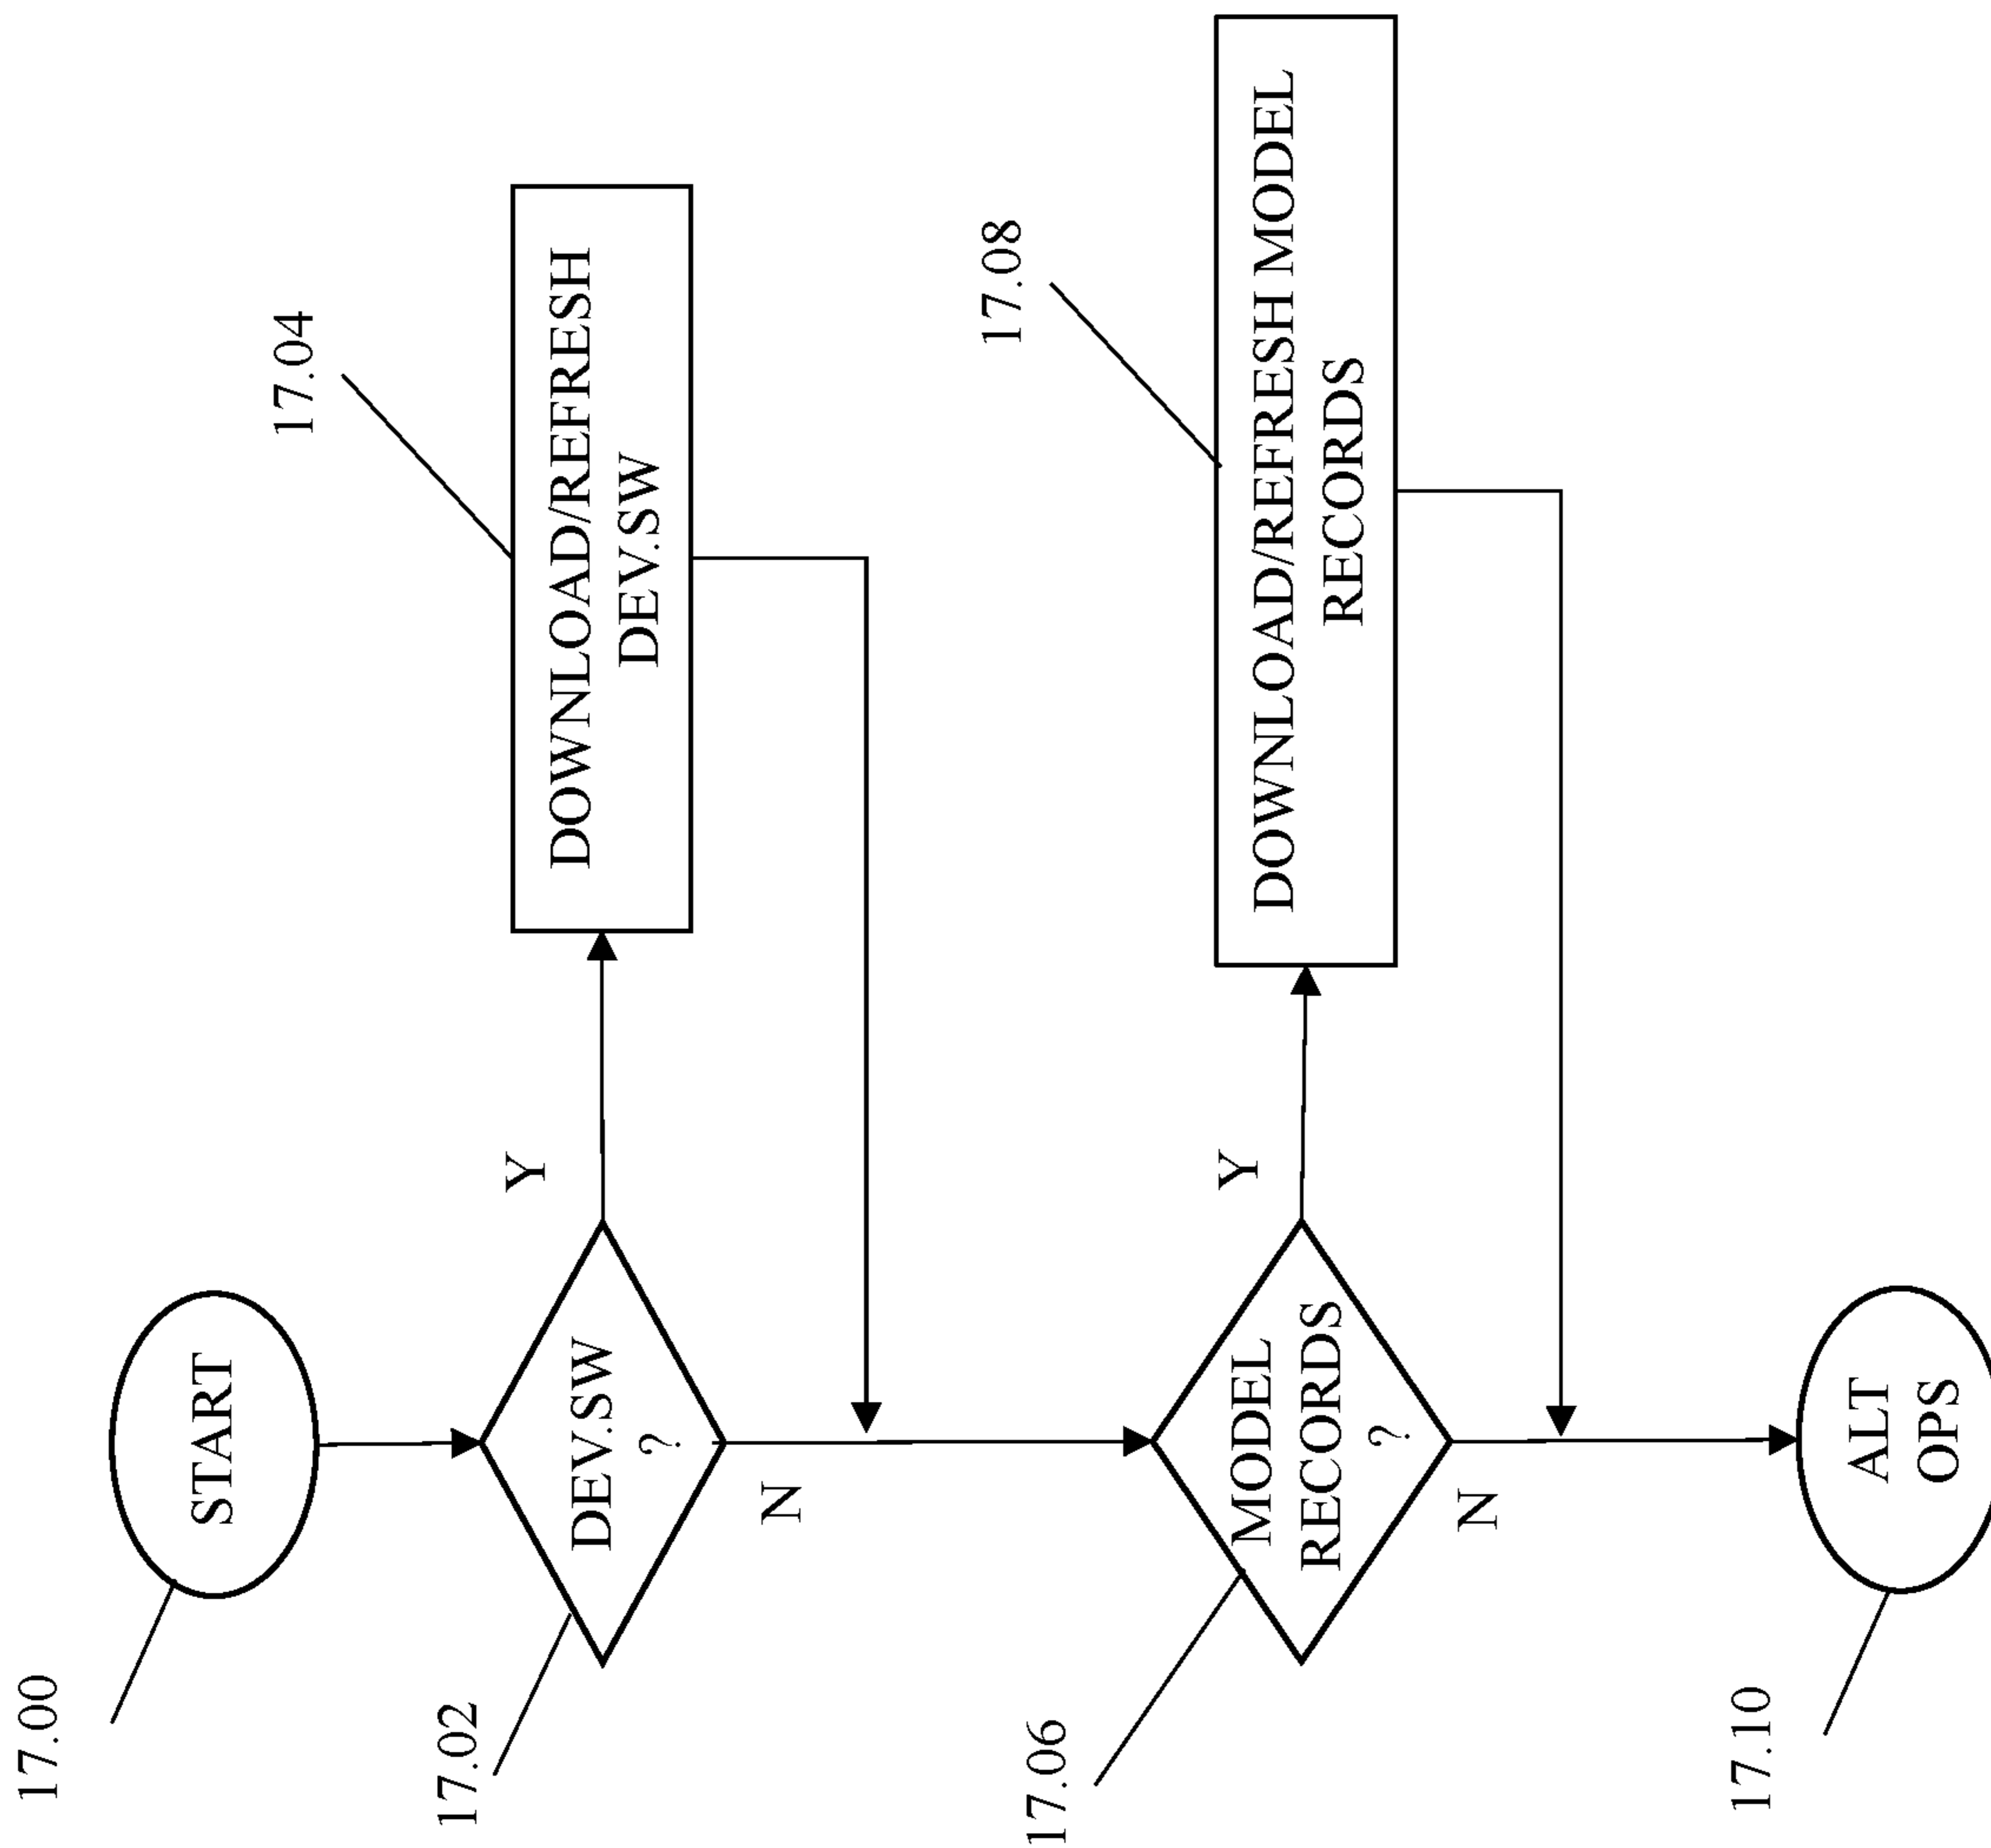 17.00
START
17.02
DEV.SW
?
Y
N
17.04
DOWNLOAD/REFRESH
DEV.SW
17.06
MODEL
RECORDS
?
Y
N
17.08
DOWNLOAD/REFRESH MODEL
RECORDS
17.10
ALT
OPS